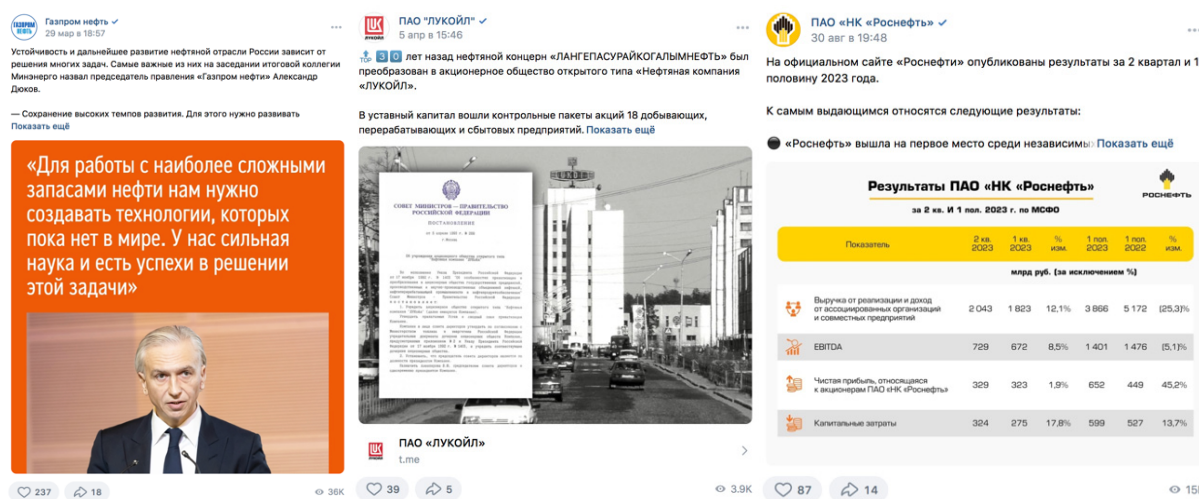 Газпром нефть
29 мар в 18:57
Устойчивость и дальнейшее развитие нефтяной отрасли России зависит от
решения многих задач. Самые важные из них на заседании итоговой коллегии
Минэнерго назвал председатель правления «Газпром нефти» Александр
Дюков.
— Сохранение высоких темпов развития. Для этого нужно развивать
Показать ещё
«Для работы с наиболее сложными
запасами нефти нам нужно
создавать технологии, которых
пока нет в мире. У нас сильная
наука и есть успехи в решении
этой задачи»
237
18
36K
ЛУКОЙЛ
ПАО "ЛУКОЙЛ"
5 апр в 15:46
TOP 30 лет назад нефтяной концерн «ЛАНГЕПАСУРАЙКОГАЛЫМНЕФТЬ» был
преобразован в акционерное общество открытого типа «Нефтяная компания
«ЛУКОЙЛ».
В уставный капитал вошли контрольные пакеты акций 18 добывающих,
перерабатывающих и сбытовых предприятий. Показать ещё
СОВЕТ МИНИСТРОВ — ПРАВИТЕЛЬСТВО
РОССИЙСКОЙ ФЕДЕРАЦИИ
ПОСТАНОВЛЕНИЕ
ПАО «ЛУКОЙЛ»
t.me
39
5
3.9K
ПАО «НК «Роснефть»
30 авг в 19:48
На официальном сайте «Роснефти» опубликованы результаты за 2 квартал и 1
половину 2023 года.
К самым выдающимся относятся следующие результаты:
«Роснефть» вышла на первое место среди независимы Показать ещё
Результаты ПАО «НК «Роснефть»
за 2 кв. И 1 пол. 2023 г. по МСФО
РОСНЕФТЬ
Показатель 2 кв. 2023 1 кв. 2023 % изм. 1 пол. 2023 1 пол. 2022 % изм.
млрд руб. (за исключением %)
Выручка от реализации и доход
от ассоциированных организаций
и совместных предприятий
2 043 1 823 12,1% 3 866 5 172 (25,3)%
EBITDA 729 672 8,5% 1 401 1 476 (5,1)%
Чистая прибыль, относящаяся
к акционерам ПАО «НК «Роснефть»
329 323 1,9% 652 449 45,2%
Капитальные затраты 324 275 17,8% 599 527 13,7%
87
14